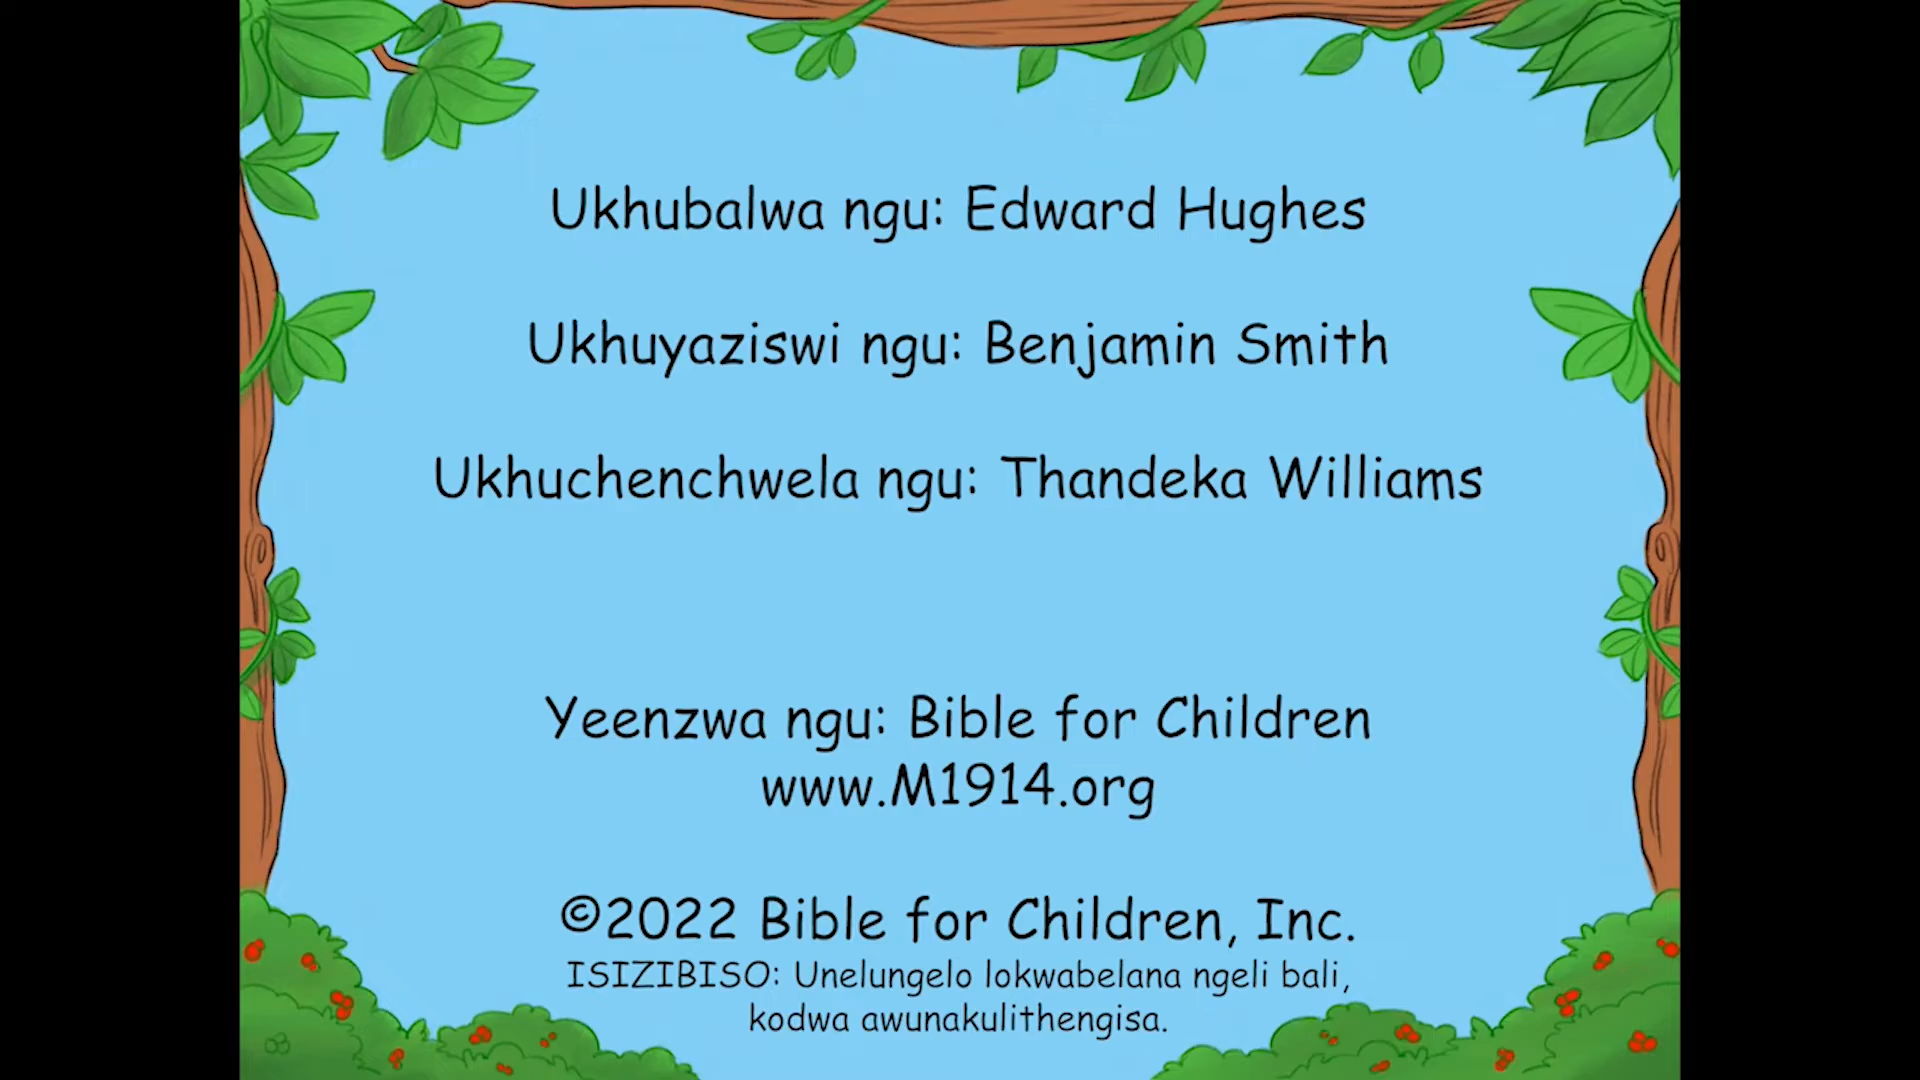 Ukhubalwa ngu: Edward Hughes
Ukhuyaziswi ngu: Benjamin Smith
Ukhuchenchwela ngu: Thandeka Williams
Yeenzwa ngu: Bible for Children
www.M1914.org
©2022 Bible for Children, Inc.
ISIZIBISO: Unelungelo lokwabelana ngeli bali,
kodwa awunakulithengisa.